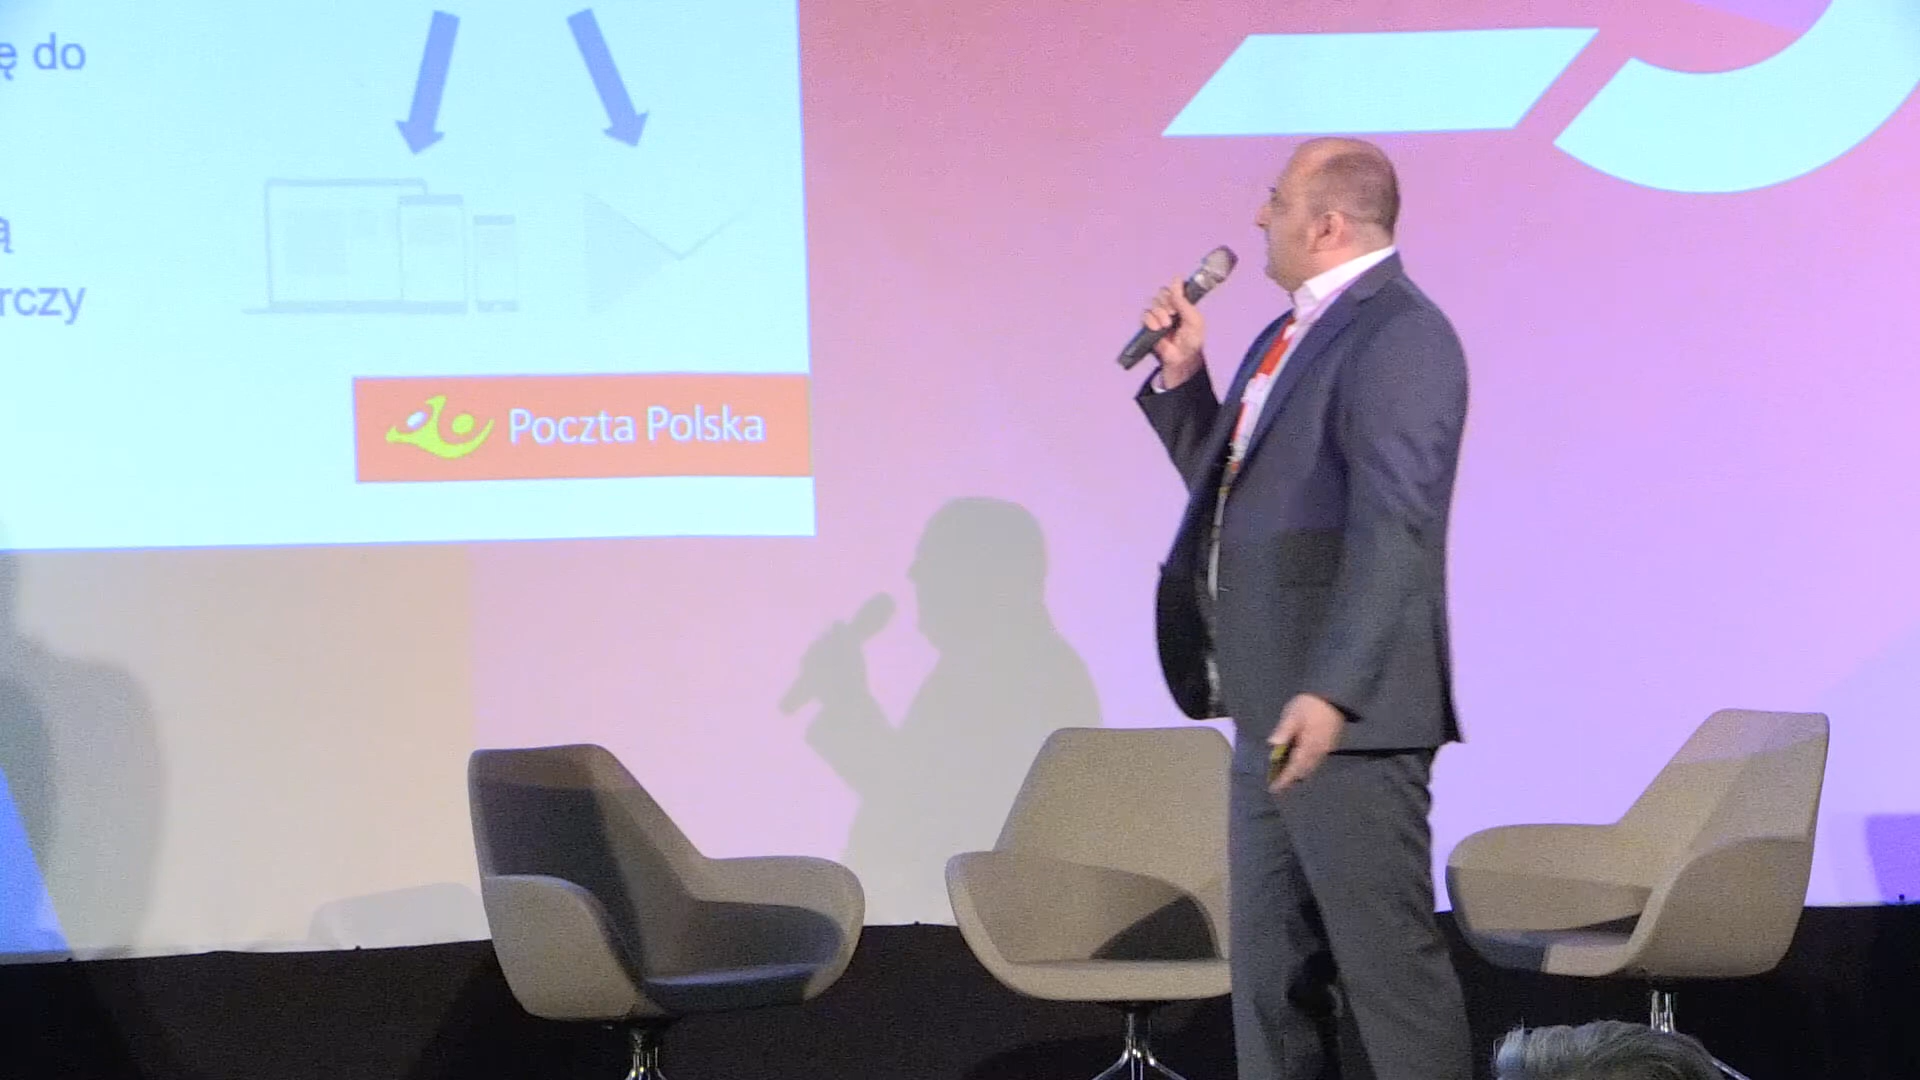 ę do
ą
rczy
Poczta Polska